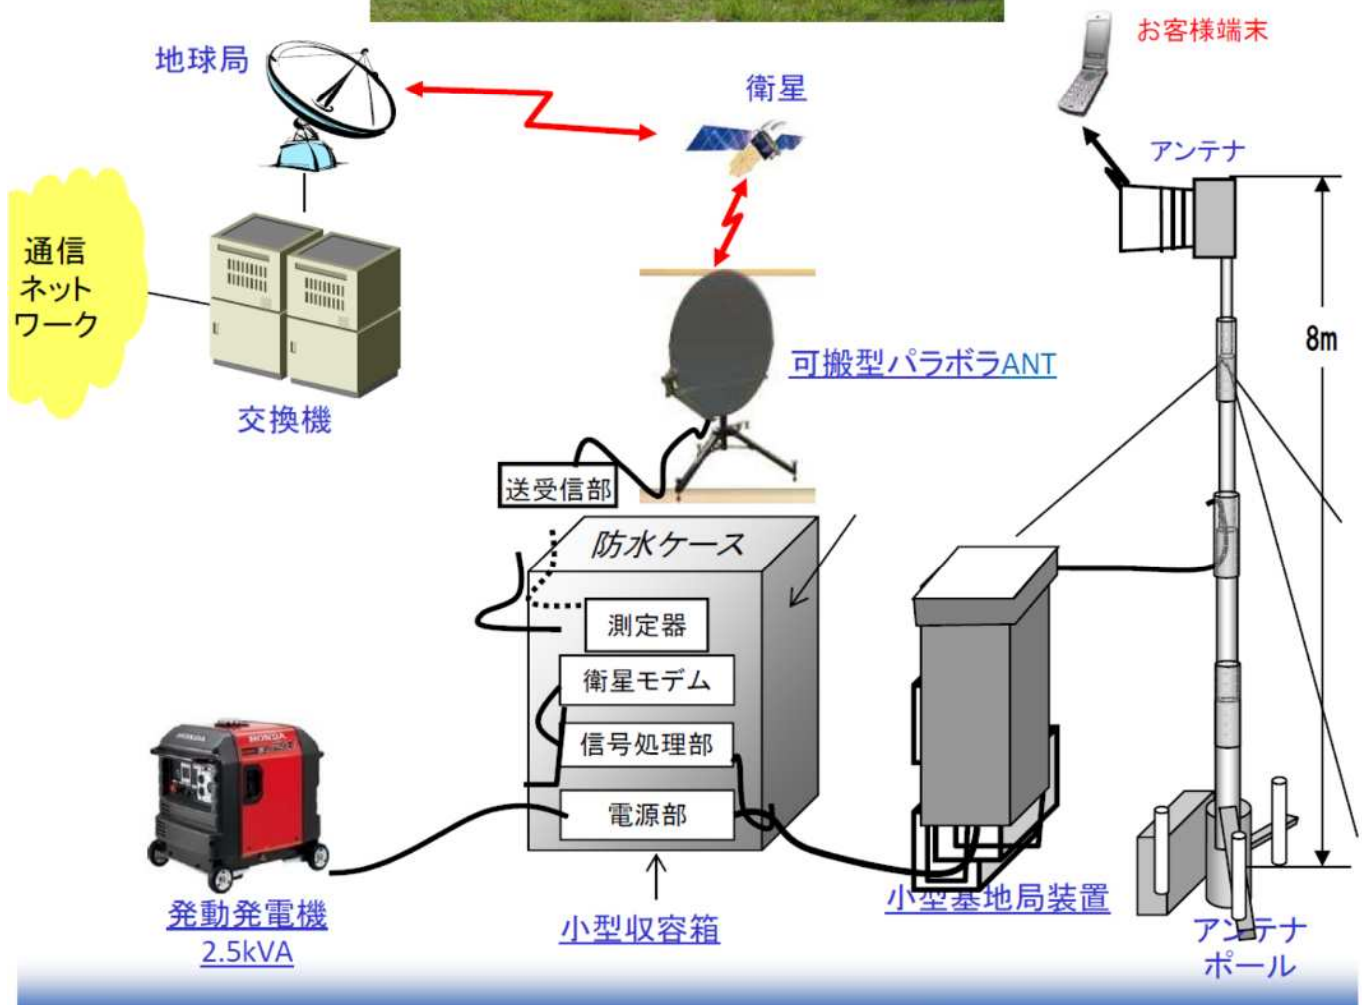 お客様端末
地球局
衛星
アンテナ
通信
ネット
ワーク
8m
可搬型パラボラANT
交換機
送受信部
防水ケース
測定器
衛星モデム
信号処理部
電源部
HONDA
HONDA
発動発電機
2.5kVA
小型収容箱
小型基地局装置
アンテナ
ポール